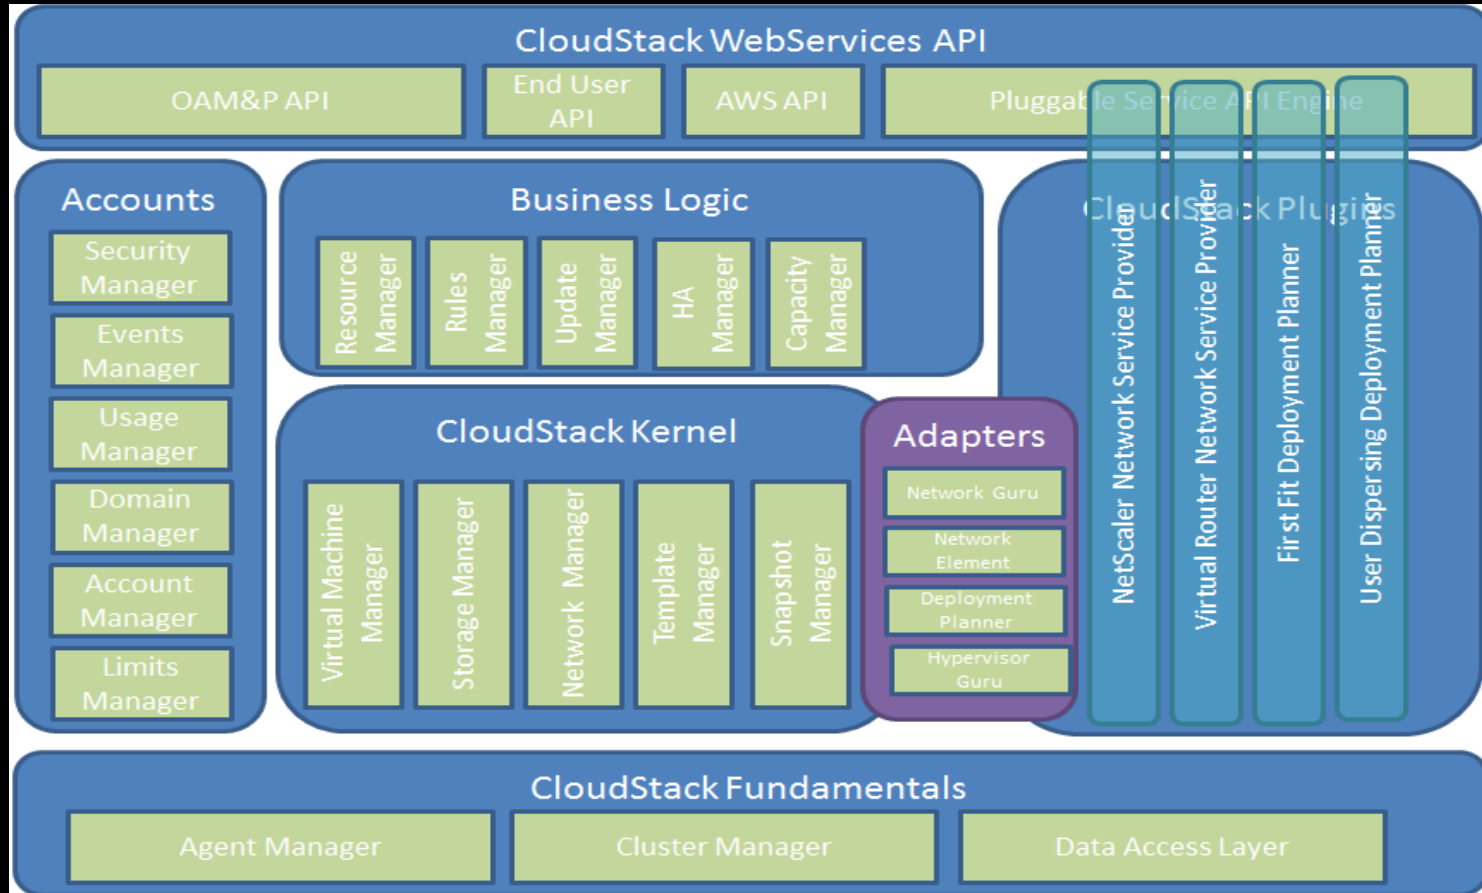 CloudStack WebServices API
OAM&P API
End User
API
AWS API
Pluggable Service API Engine
Accounts
Security
Manager
Events
Manager
Usage
Manager
Domain
Manager
Account
Manager
Limits
Manager
Business Logic
Resource
Manager
Rules
Manager
Update
Manager
HA
Manager
Capacity
Manager
CloudStack Kernel
Virtual Machine
Manager
Storage Manager
Network Manager
Template
Manager
Snapshot
Manager
Adapters
Network Guru
Network
Element
Deployment
Planner
Hypervisor
Guru
CloudStack Plugins
NetScaler Network Service Provider
Virtual Router Network Service Provider
First Fit Deployment Planner
User Dispersing Deployment Planner
CloudStack Fundamentals
Agent Manager
Cluster Manager
Data Access Layer